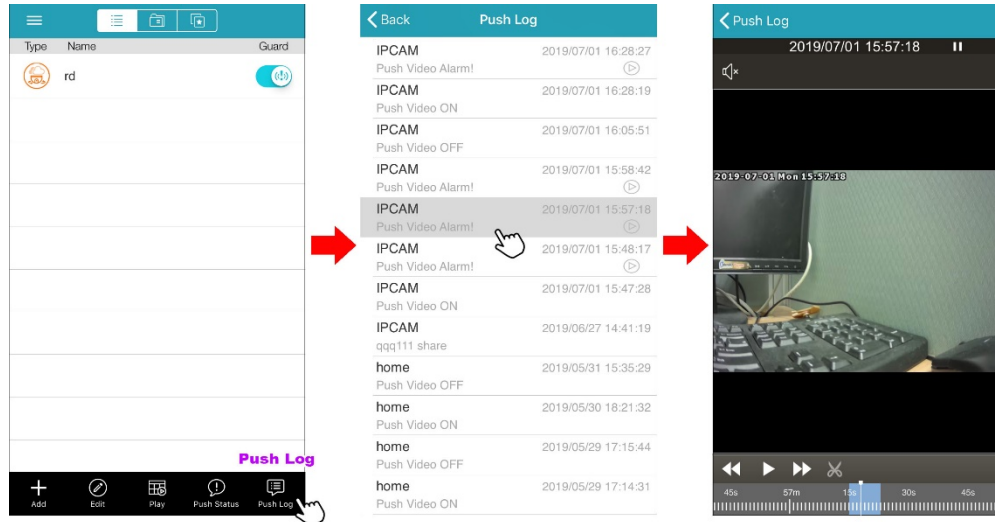 Type Name Guard
rd
Push Log
Add Edit Play Push Status Push Log
Back Push Log
IPCAM 2019/07/01 16:28:27
Push Video Alarm!
IPCAM 2019/07/01 16:28:19
Push Video ON
IPCAM 2019/07/01 16:05:51
Push Video OFF
IPCAM 2019/07/01 15:58:42
Push Video Alarm!
IPCAM 2019/07/01 15:57:18
Push Video Alarm!
IPCAM 2019/07/01 15:48:17
Push Video Alarm!
IPCAM 2019/07/01 15:47:28
Push Video ON
IPCAM 2019/06/27 14:41:19
qqq111 share
home 2019/05/31 15:35:29
Push Video OFF
home 2019/05/30 18:21:32
Push Video ON
home 2019/05/29 17:15:44
Push Video OFF
home 2019/05/29 17:14:31
Push Video ON
Push Log
2019/07/01 15:57:18
2019-07-01 Mon 15:57:18
45s 57m 15s 30s 45s